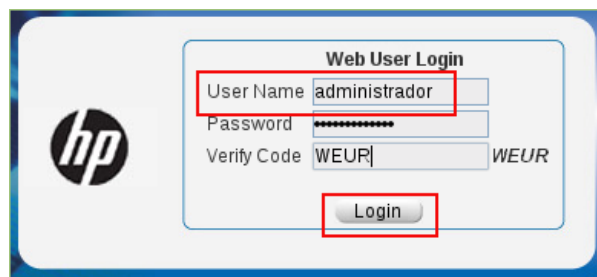 Web User Login
User Name administrador
Password •••••••••••••
Verify Code WEUR WEUR
hp
Login